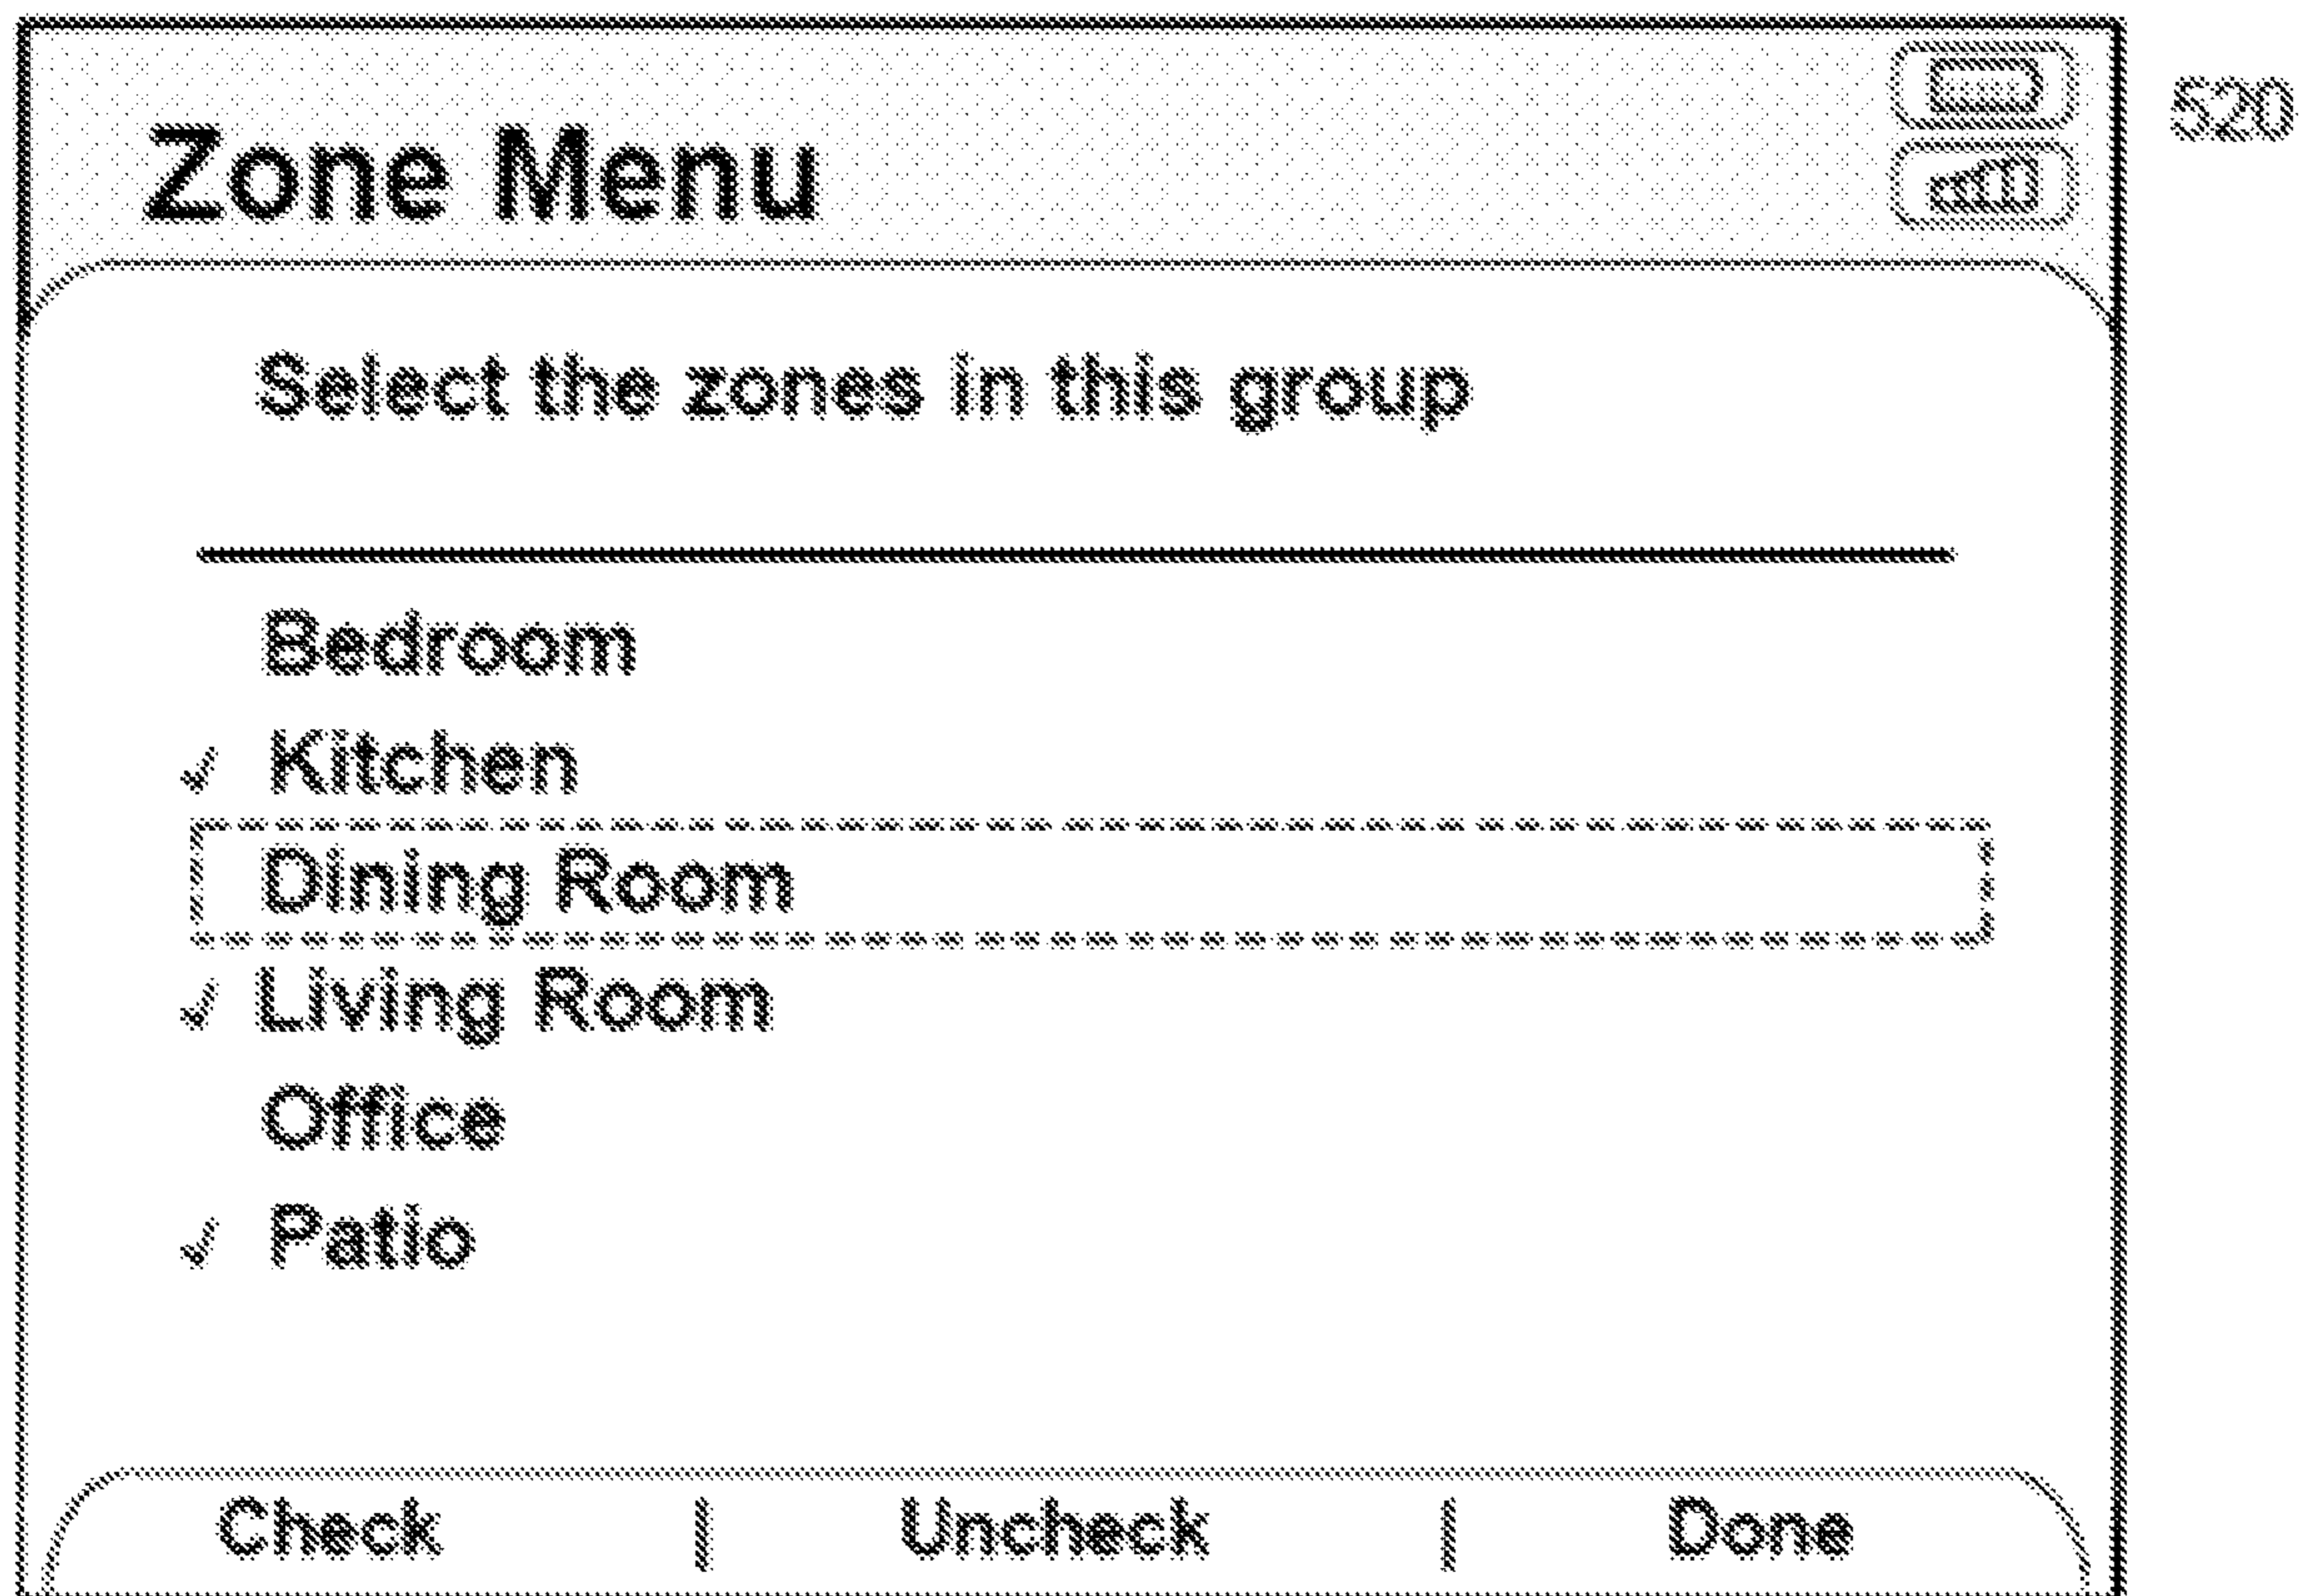 520
Zone Menu
Select the zones in this group
Bedroom
✓ Kitchen
Dining Room
✓ Living Room
Office
✓ Patio
Check | Uncheck | Done